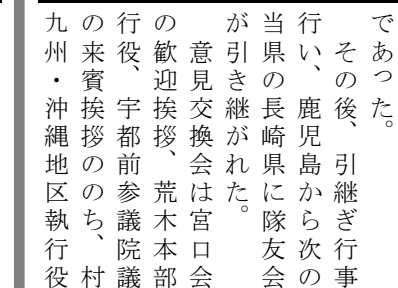 であった。
その後、引継ぎ行事
行い、鹿児島から次の
当県の長崎県に隊友会
が引き継がれた。
意見交換会は宮口会
の歓迎挨拶、荒木本部
行役、宇都前参議院議
の来賓挨拶ののち、村
九州・沖縄地区執行役